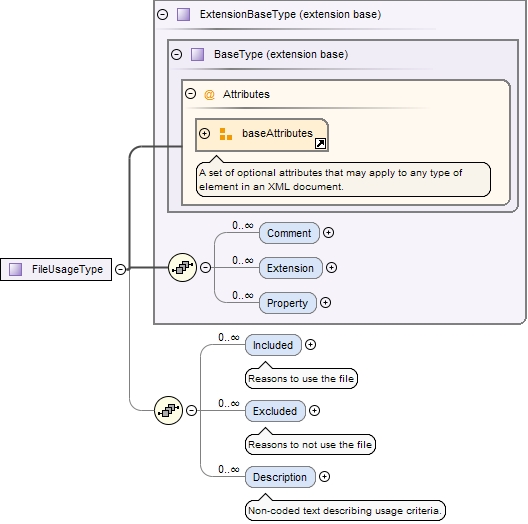 ExtensionBaseType (extension base)
BaseType (extension base)
@ Attributes
baseAttributes
A set of optional attributes that may apply to any type of
element in an XML document.
0..∞
Comment
0..∞
Extension
0..∞
Property
FileUsageType
0..∞
Included
Reasons to use the file
0..∞
Excluded
Reasons to not use the file
0..∞
Description
Non-coded text describing usage criteria.